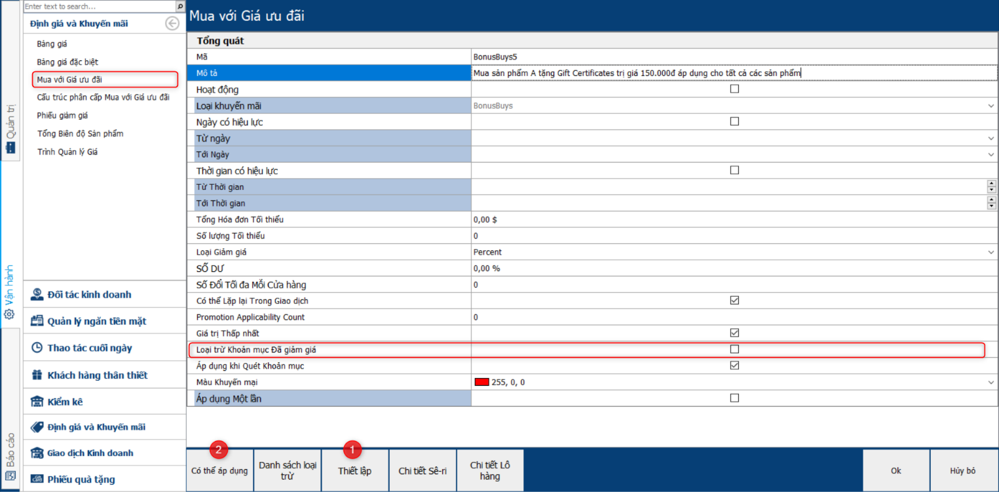 Enter text to search...
Định giá và Khuyến mãi
Bảng giá
Bảng giá đặc biệt
Mua với Giá ưu đãi
Cấu trúc phân cấp Mua với Giá ưu đãi
Phiếu giảm giá
Tổng Biên độ Sản phẩm
Trình Quản lý Giá
Quản trị
Vận hành
Báo cáo
Đối tác kinh doanh
Quản lý ngăn tiền mặt
Thao tác cuối ngày
Khách hàng thân thiết
Kiểm kê
Định giá và Khuyến mãi
Giao dịch Kinh doanh
Phiếu quà tặng
Mua với Giá ưu đãi
Tổng quát
Mã BonusBuys5
Mô tả Mua sản phẩm A tặng Gift Certificates trị giá 150.000đ áp dụng cho tất cả các sản phẩm
Hoạt động
Loại khuyến mãi BonusBuys
Ngày có hiệu lực
Từ ngày
Tới Ngày
Thời gian có hiệu lực
Từ Thời gian
Tới Thời gian
Tổng Hóa đơn Tối thiểu 0,00 $
Số lượng Tối thiểu 0
Loại Giảm giá Percent
SỐ DƯ 0,00 %
Số Đổi Tối đa Mỗi Cửa hàng 0
Có thể Lặp lại Trong Giao dịch
Promotion Applicability Count 0
Giá trị Thấp nhất
Loại trừ Khoản mục Đã giảm giá
Áp dụng khi Quét Khoản mục
Màu Khuyến mại 255, 0, 0
Áp dụng Một lần
2
1
Có thể áp dụng
Danh sách loại
trừ
Thiết lập
Chi tiết Sê-ri
Chi tiết Lô
hàng
Ok
Hủy bỏ